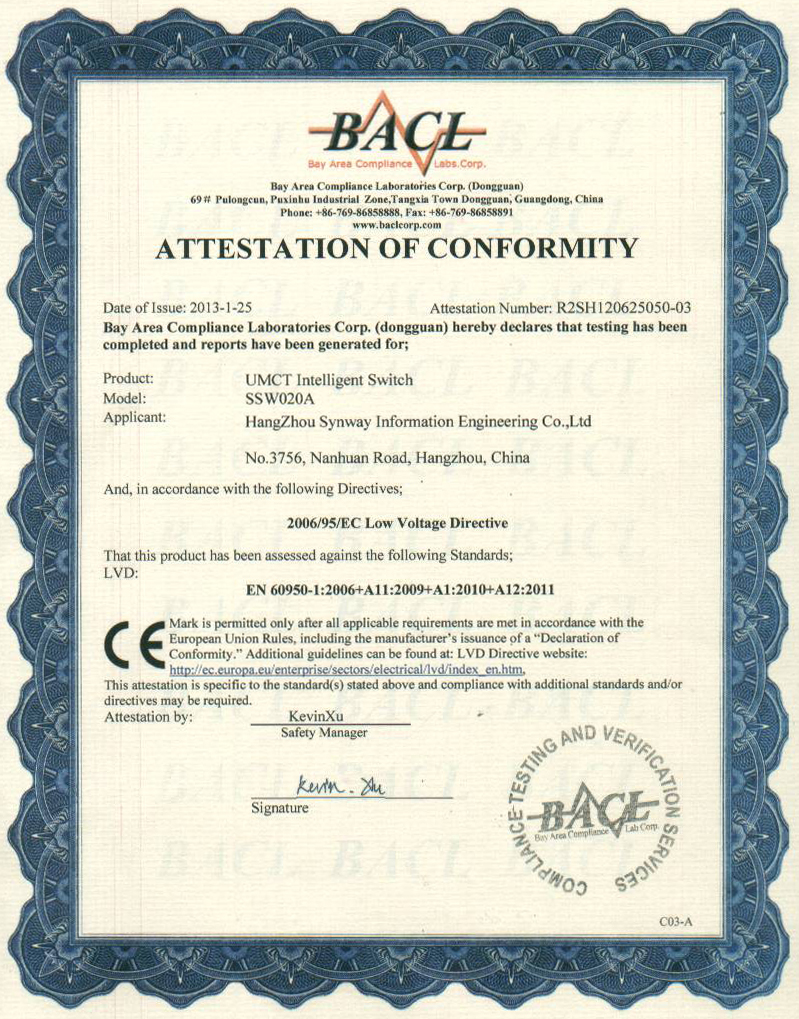 BACL
Bay Area Compliance Labs.Corp.
Bay Area Compliance Laboratories Corp. (Dongguan)
69# Pulongcun, Puxinhu Industrial Zone,Tangxia Town Dongguan, Guangdong, China
Phone: +86-769-86858888, Fax: +86-769-86858891
www.baclcorp.com
ATTESTATION OF CONFORMITY
Date of Issue: 2013-1-25 Attestation Number: R2SH120625050-03
Bay Area Compliance Laboratories Corp. (dongguan) hereby declares that testing has been
completed and reports have been generated for;
Product: UMCT Intelligent Switch
Model: SSW020A
Applicant: HangZhou Synway Information Engineering Co.,Ltd
No.3756, Nanhuan Road, Hangzhou, China
And, in accordance with the following Directives;
2006/95/EC Low Voltage Directive
That this product has been assessed against the following Standards;
LVD:
EN 60950-1:2006+A11:2009+A1:2010+A12:2011
CE
Mark is permitted only after all applicable requirements are met in accordance with the
European Union Rules, including the manufacturer's issuance of a “Declaration of
Conformity.” Additional guidelines can be found at: LVD Directive website:
http://ec.europa.eu/enterprise/sectors/electrical/lvd/index_en.htm.
This attestation is specific to the standard(s) stated above and compliance with additional standards and/or
directives may be required.
Attestation by: KevinXu
Safety Manager
Kevin. Xu
Signature
COMPLIANCE-TESTING AND VERIFICATION SERVICES
BACL
Bay Area Compliance Lab Corp.
C03-A